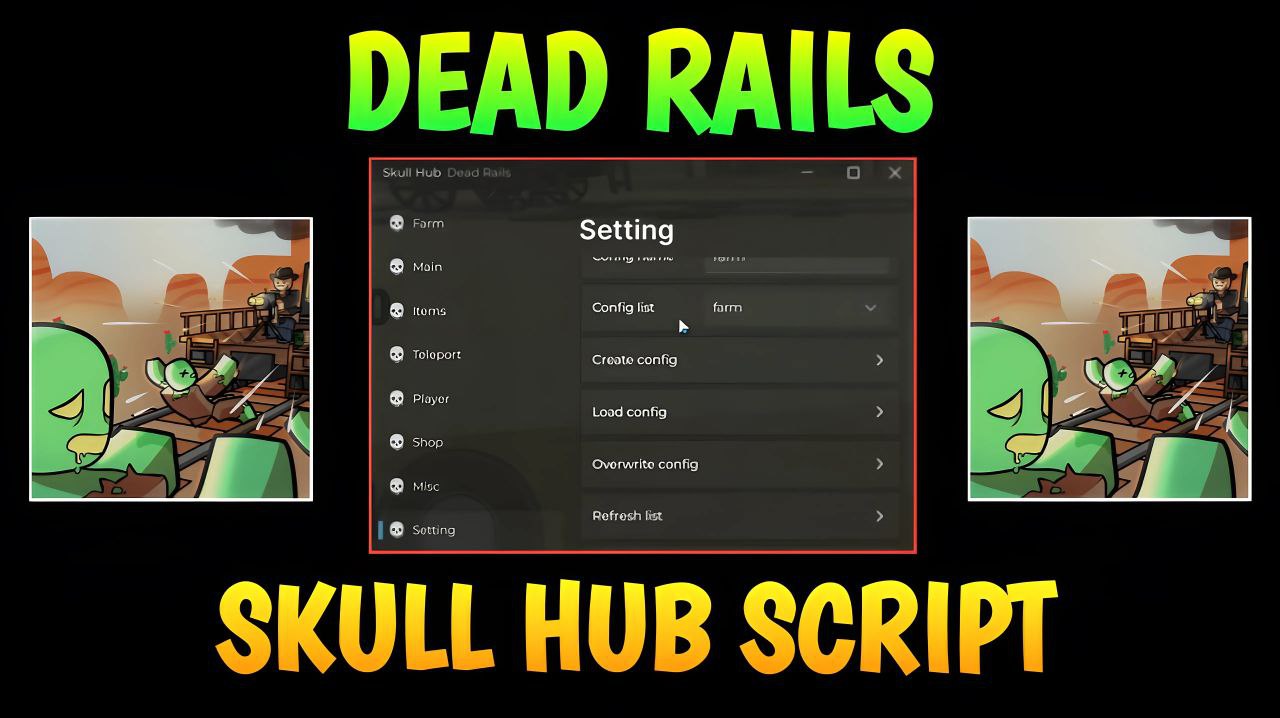 DEAD RAILS
Skull Hub Dead Rails
Farm
Main
Items
Teleport
Player
Shop
Misc
Setting
Setting
Config list farm
Create config
Load config
Overwrite config
Refresh list
SKULL HUB SCRIPT